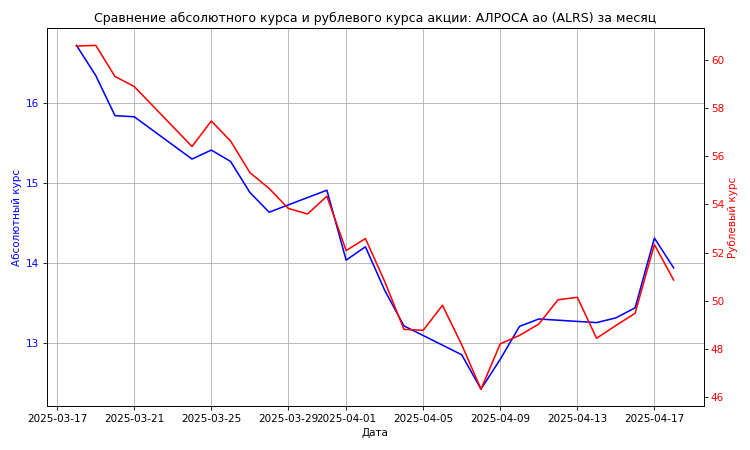 Сравнение абсолютного курса и рублевого курса акции: АЛРОСА ао (ALRS) за месяц
16
15
14
13
Абсолютный курс
60
58
56
54
52
50
48
46
Рублевый курс
2025-03-17 2025-03-21 2025-03-25 2025-03-29 2025-04-01 2025-04-05 2025-04-09 2025-04-13 2025-04-17
Дата